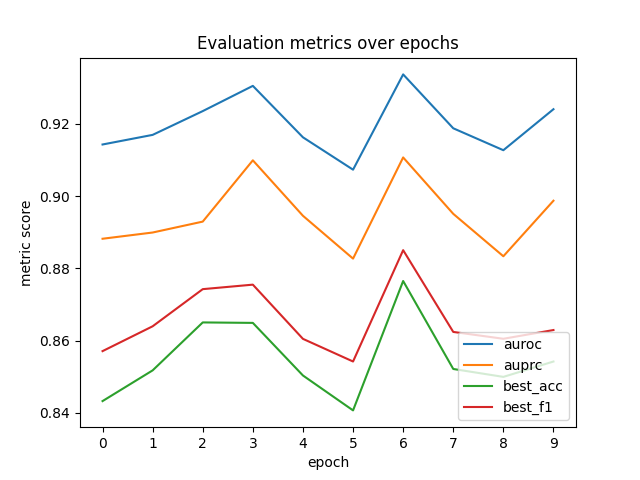 Evaluation metrics over epochs
metric score
0.92
0.90
0.88
0.86
0.84
auroc
auprc
best_acc
best_f1
0 1 2 3 4 5 6 7 8 9
epoch